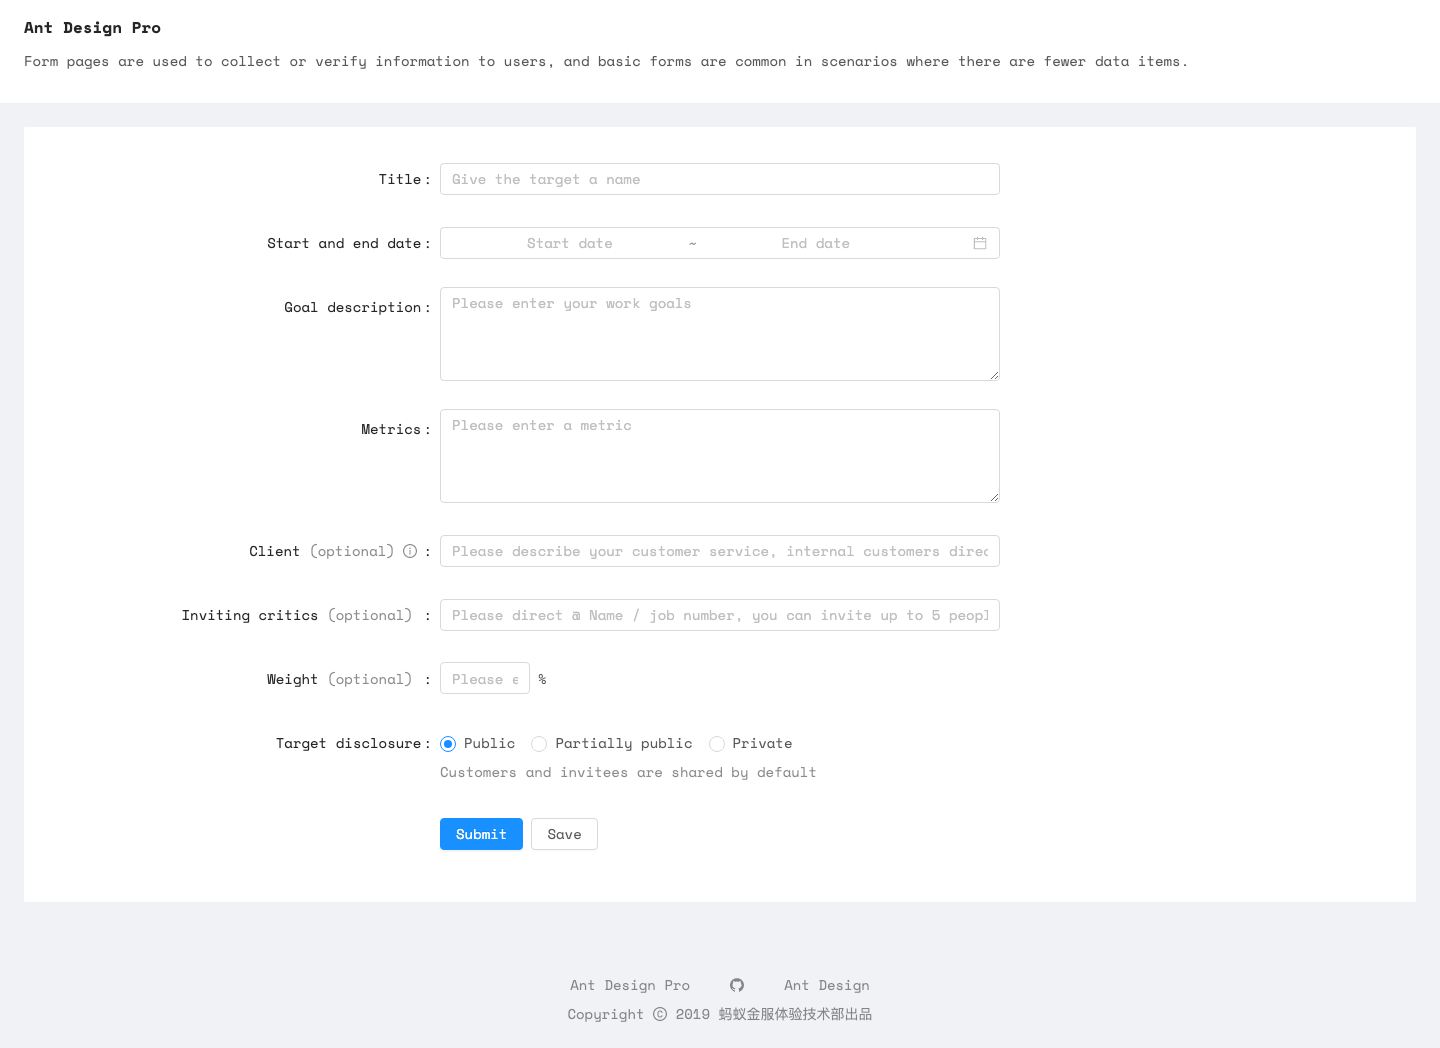 Ant Design Pro
Form pages are used to collect or verify information to users, and basic forms are common in scenarios where there are fewer data items.
Title: Give the target a name
Start and end date: Start date ~ End date
Goal description: Please enter your work goals
Metrics: Please enter a metric
Client (optional) : Please describe your customer service, internal customers direc
Inviting critics (optional) : Please direct @ Name / job number, you can invite up to 5 peopl
Weight (optional) : Please e %
Target disclosure: Public Partially public Private
Customers and invitees are shared by default
Submit Save
Ant Design Pro Ant Design
Copyright © 2019 蚂蚁金服体验技术部出品